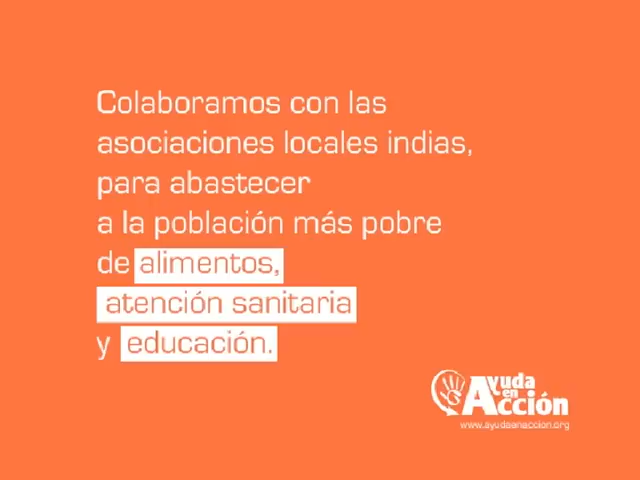 Colaboramos con las
asociaciones locales indias,
para abastecer
a la población más pobre
de alimentos,
atención sanitaria
y educación.
Ayuda
en
Acción
www.ayudaenaccion.org